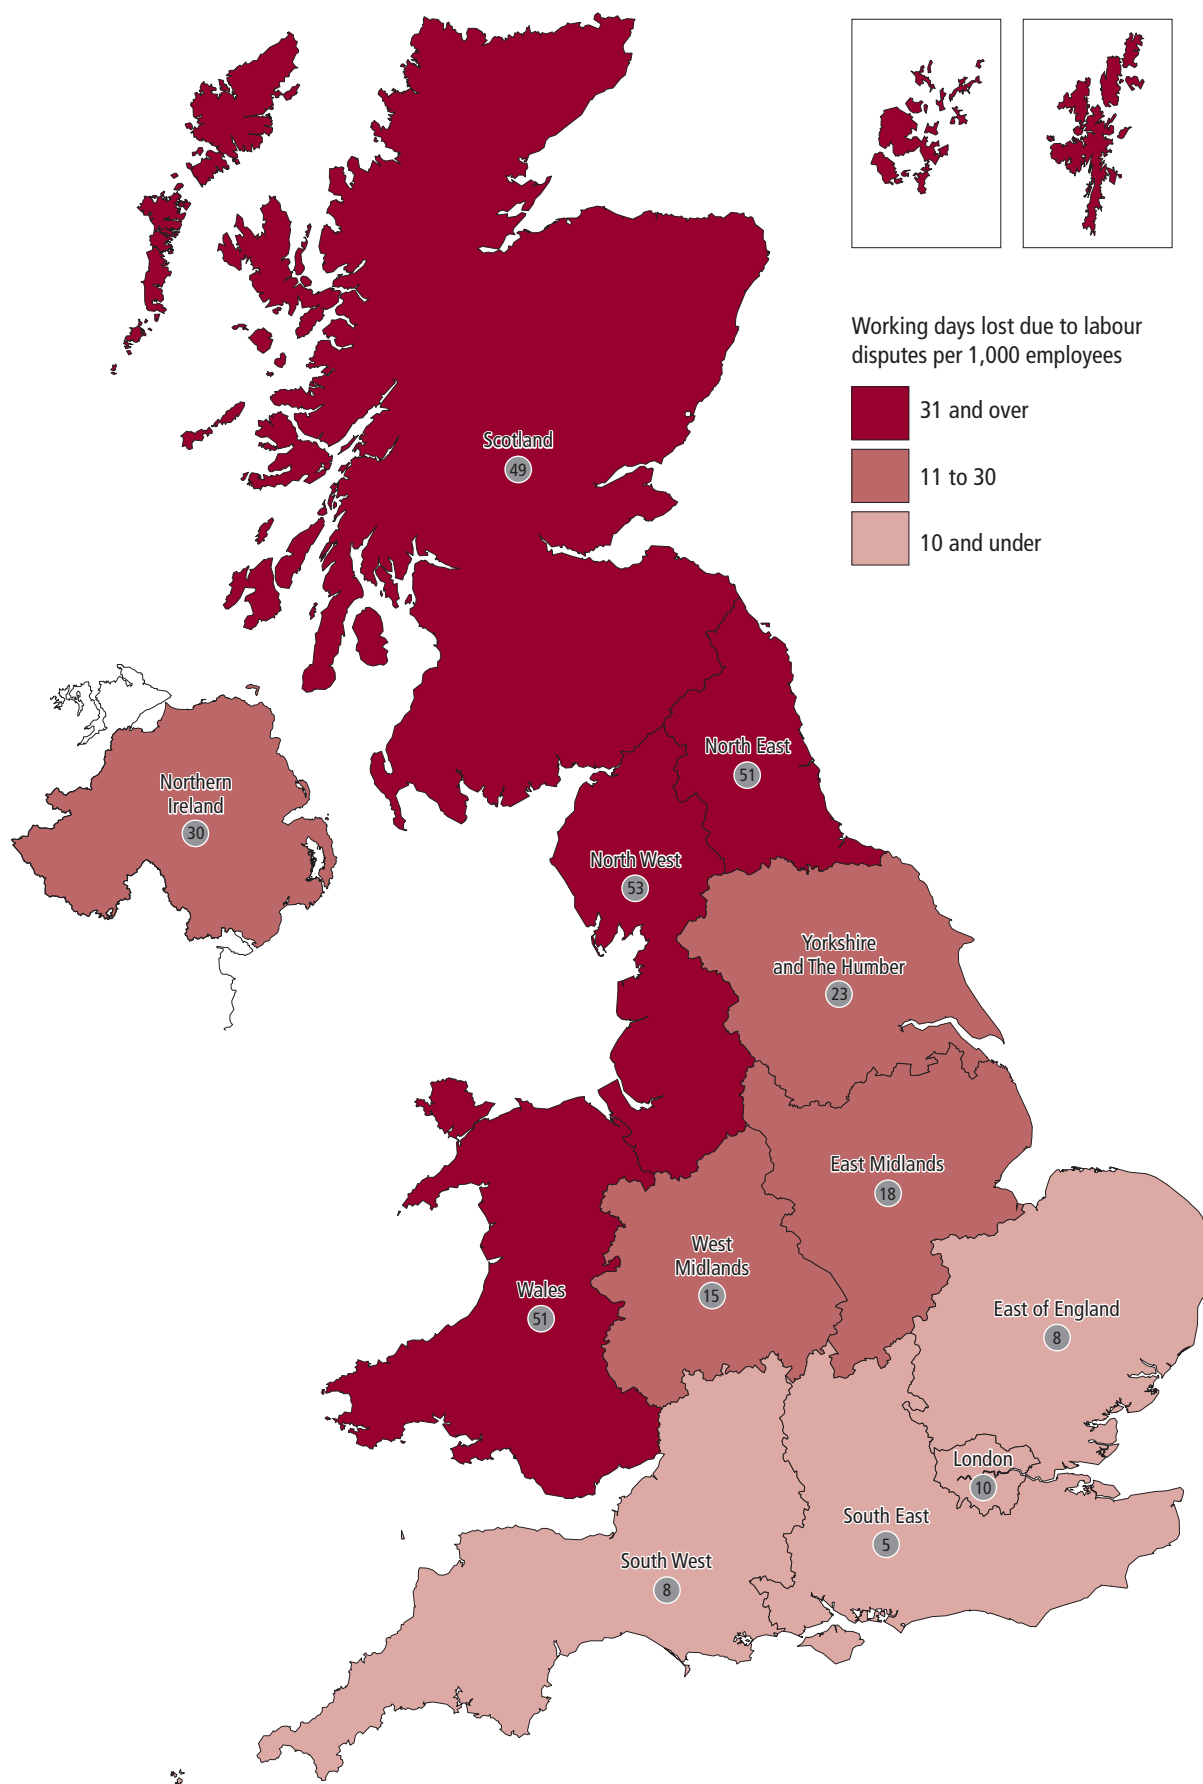 Working days lost due to labour
disputes per 1,000 employees
31 and over
11 to 30
10 and under
Scotland
49
North East
51
Northern
Ireland
30
North West
53
Yorkshire
and The Humber
23
East Midlands
18
West
Midlands
15
Wales
51
East of England
8
London
10
South East
5
South West
8